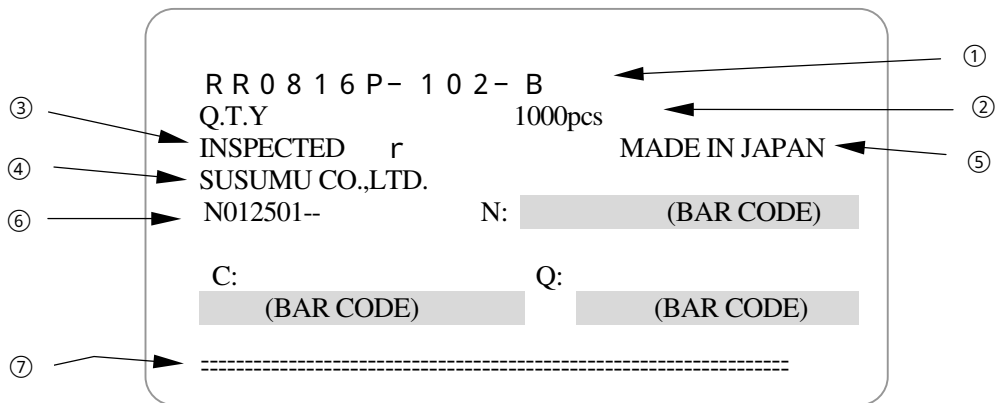 RR0816P-102-B ①
③ Q.T.Y 1000pcs ②
INSPECTED r MADE IN JAPAN ⑤
④ SUSUMU CO.,LTD.
⑥ N012501-- N: (BAR CODE)
C: Q:
(BAR CODE) (BAR CODE)
⑦ ==================================================